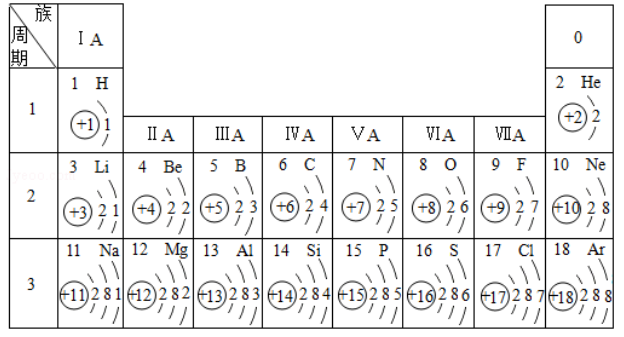 族
周期
ⅠA 0
1 1 H 2 He
+1 1 +2 2
ⅡA ⅢA ⅣA ⅤA ⅥA ⅦA
2 3 Li 4 Be 5 B 6 C 7 N 8 O 9 F 10 Ne
+3 2 1 +4 2 2 +5 2 3 +6 2 4 +7 2 5 +8 2 6 +9 2 7 +10 2 8
3 11 Na 12 Mg 13 Al 14 Si 15 P 16 S 17 Cl 18 Ar
+11 2 8 1 +12 2 8 2 +13 2 8 3 +14 2 8 4 +15 2 8 5 +16 2 8 6 +17 2 8 7 +18 2 8 8